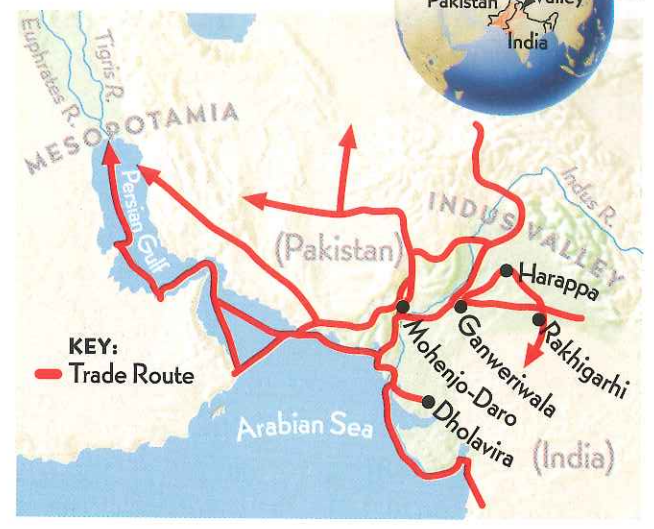 Pakistan
Valley
India
Euphrates R.
Tigris R.
MESOPOTAMIA
Persian Gulf
INDUS VALLEY
Indus R.
(Pakistan)
Harappa
Rakhigarhi
Ganweriwala
Mohenjo-Daro
Dholavira
KEY:
Trade Route
Arabian Sea
(India)